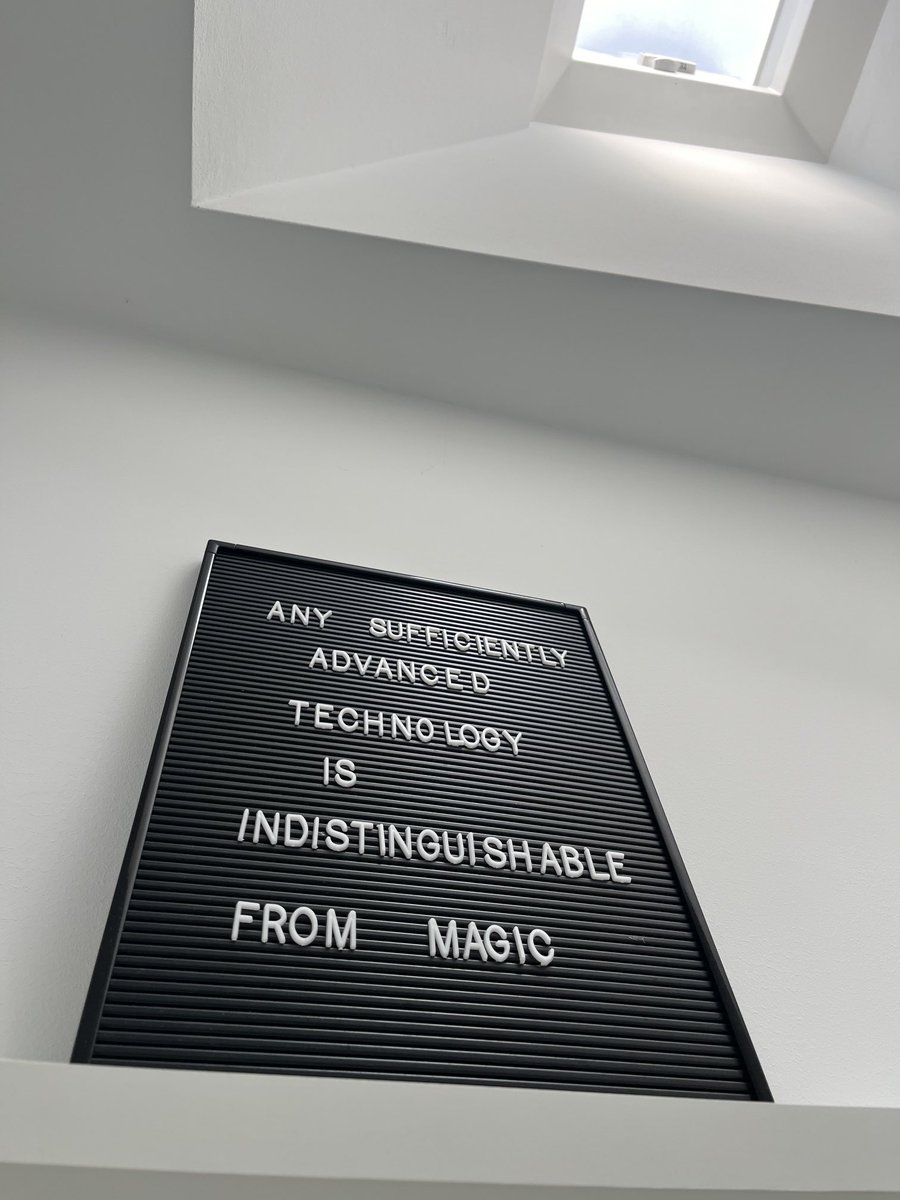 ANY SUFFICIENTLY
ADVANCED
TECHNOLOGY
IS
INDISTINGUISHABLE
FROM MAGIC